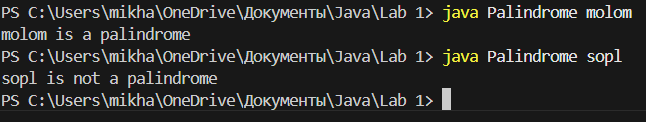 PS C:\Users\mikha\OneDrive\Документы\Java\Lab 1> java Palindrome molom
molom is a palindrome
PS C:\Users\mikha\OneDrive\Документы\Java\Lab 1> java Palindrome sopl
sopl is not a palindrome
PS C:\Users\mikha\OneDrive\Документы\Java\Lab 1>